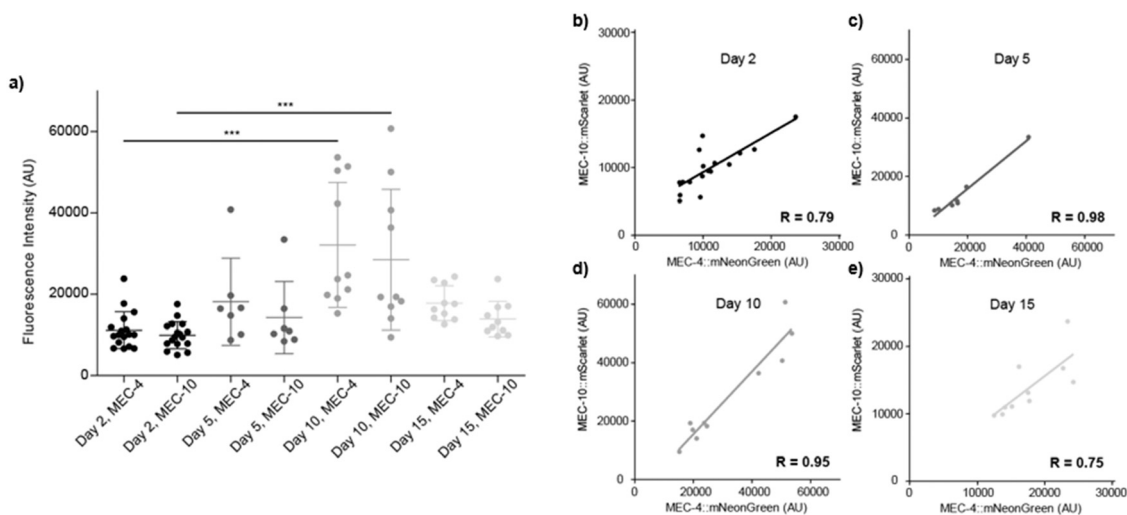 a)
Fluorescence Intensity (AU)
60000
40000
20000
0
***
***
Day 2, MEC-4
Day 2, MEC-10
Day 5, MEC-4
Day 5, MEC-10
Day 10, MEC-4
Day 10, MEC-10
Day 15, MEC-4
Day 15, MEC-10
b)
Day 2
MEC-10::mScarlet (AU)
30000
20000
10000
0
0
10000
20000
30000
MEC-4::mNeonGreen (AU)
R = 0.79
c)
Day 5
MEC-10::mScarlet (AU)
60000
40000
20000
0
0
20000
40000
60000
MEC-4::mNeonGreen (AU)
R = 0.98
d)
Day 10
MEC-10::mScarlet (AU)
60000
40000
20000
0
0
20000
40000
60000
MEC-4::mNeonGreen (AU)
R = 0.95
e)
Day 15
MEC-10::mScarlet (AU)
30000
20000
10000
0
0
10000
20000
30000
MEC-4::mNeonGreen (AU)
R = 0.75